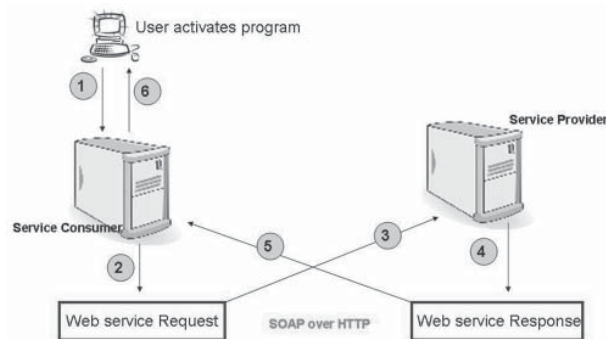 User activates program
1
6
Service Provider
Service Consumer
3
5
2
4
Web service Request
SOAP over HTTP
Web service Response